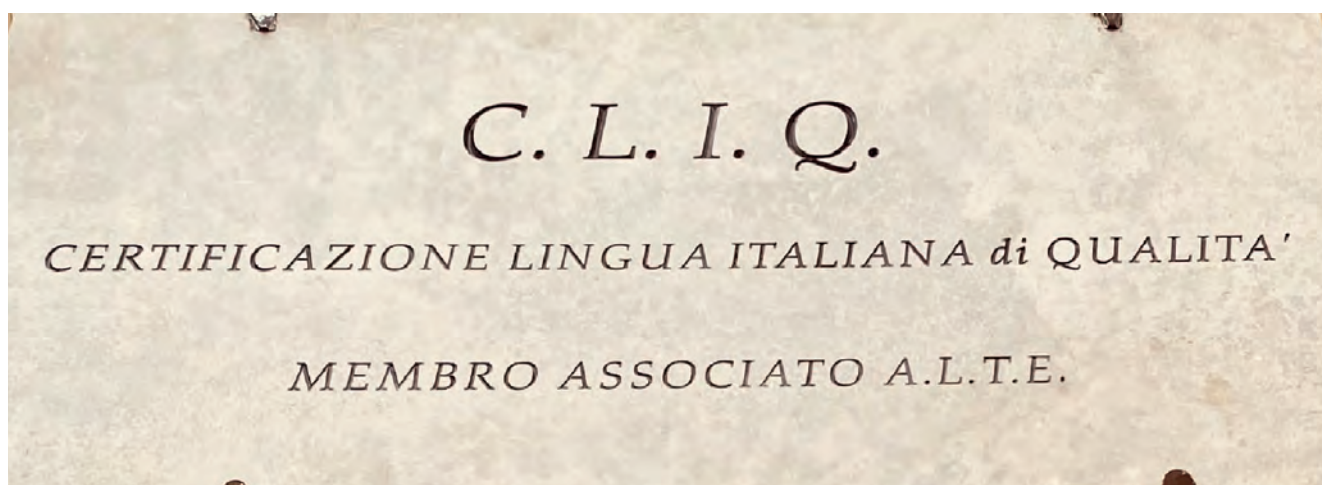 C. L. I. Q.
CERTIFICAZIONE LINGUA ITALIANA di QUALITA'
MEMBRO ASSOCIATO A.L.T.E.